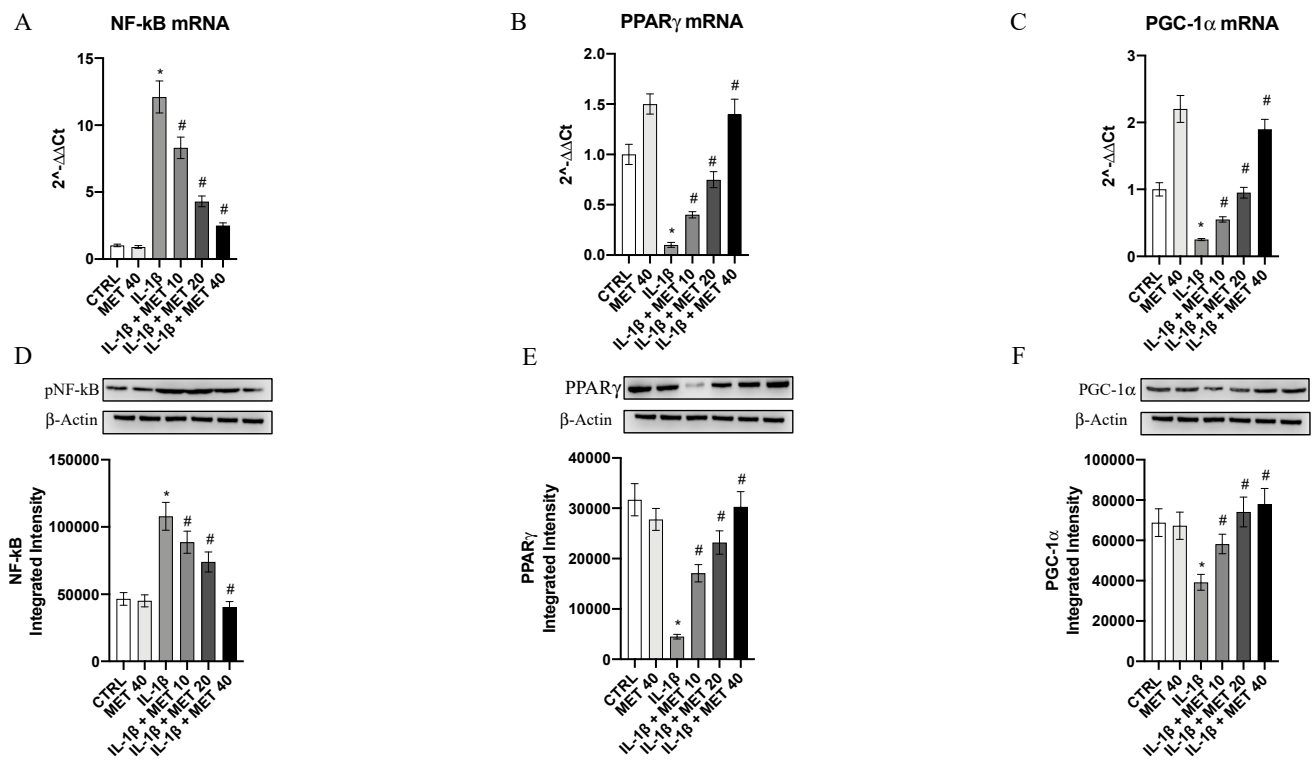 A
NF-kB mRNA
2^-ΔΔCt
15
10
5
0
*
#
#
#
CTRL
MET 40
IL-1β
IL-1β + MET 10
IL-1β + MET 20
IL-1β + MET 40
B
PPARγ mRNA
2^-ΔΔCt
2.0
1.5
1.0
0.5
0.0
*
#
#
#
CTRL
MET 40
IL-1β
IL-1β + MET 10
IL-1β + MET 20
IL-1β + MET 40
C
PGC-1α mRNA
2^-ΔΔCt
3
2
1
0
*
#
#
#
CTRL
MET 40
IL-1β
IL-1β + MET 10
IL-1β + MET 20
IL-1β + MET 40
D
pNF-kB
β-Actin
NF-kB
Integrated Intensity
150000
100000
50000
0
*
#
#
#
CTRL
MET 40
IL-1β
IL-1β + MET 10
IL-1β + MET 20
IL-1β + MET 40
E
PPARγ
β-Actin
PPARγ
Integrated Intensity
40000
30000
20000
10000
0
*
#
#
#
CTRL
MET 40
IL-1β
IL-1β + MET 10
IL-1β + MET 20
IL-1β + MET 40
F
PGC-1α
β-Actin
PGC-1α
Integrated Intensity
100000
80000
60000
40000
20000
0
*
#
#
#
CTRL
MET 40
IL-1β
IL-1β + MET 10
IL-1β + MET 20
IL-1β + MET 40